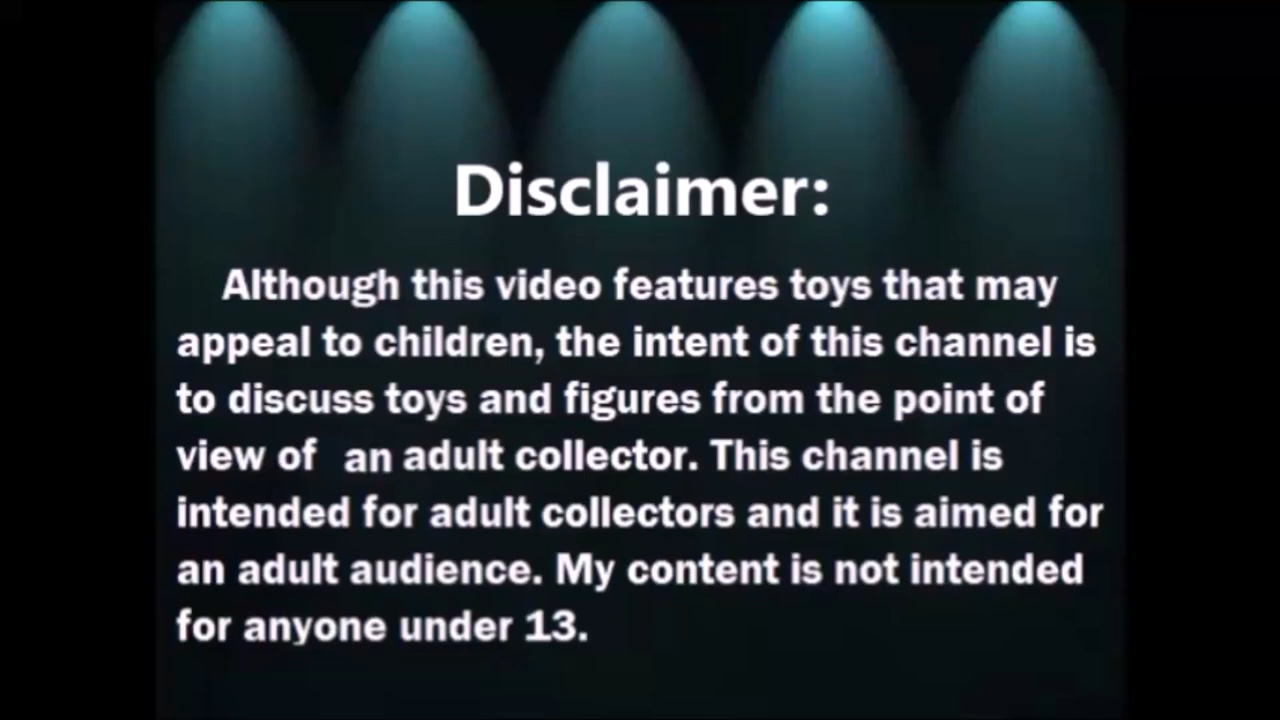 Disclaimer:
Although this video features toys that may
appeal to children, the intent of this channel is
to discuss toys and figures from the point of
view of an adult collector. This channel is
intended for adult collectors and it is aimed for
an adult audience. My content is not intended
for anyone under 13.